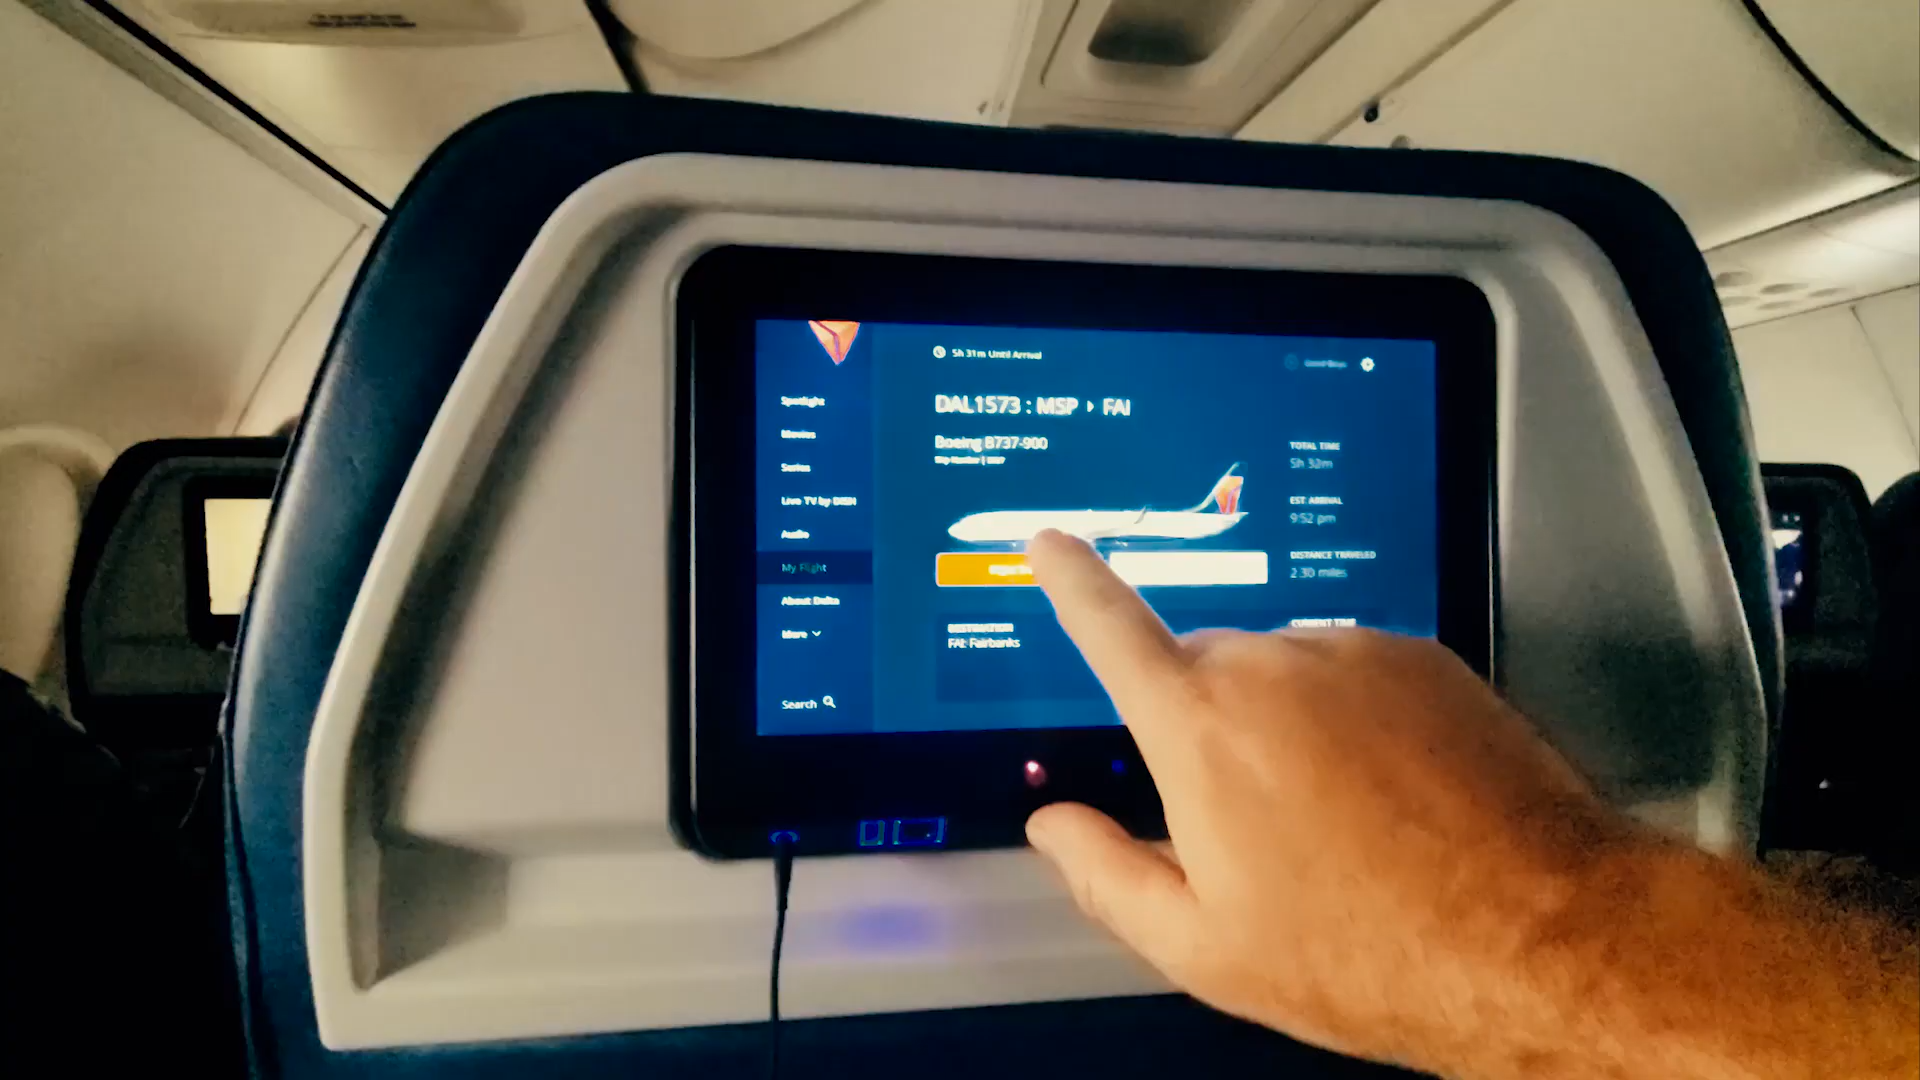 5h 31m Until Arrival
DAL1573 : MSP ▸ FAI
Boeing B737-900
Spotlight
Movies
Series
Live TV by DISH
Audio
My Flight
About Delta
More
Search
TOTAL TIME
5h 32m
EST. ARRIVAL
9:52 pm
DISTANCE TRAVELED
2.30 miles
DESTINATION
FAI: Fairbanks
CURRENT TIME